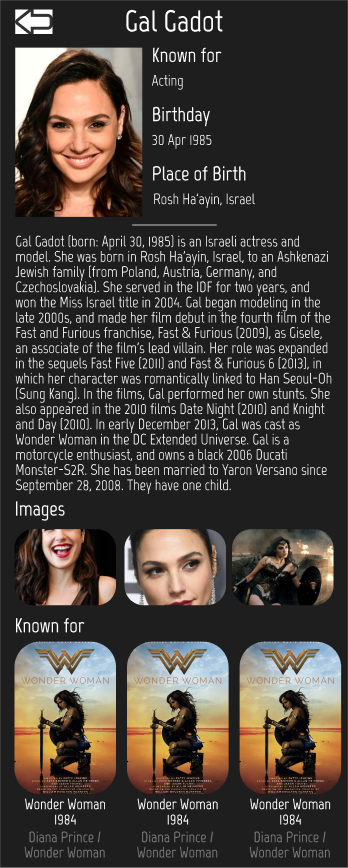 Gal Gadot
Known for
Acting
Birthday
30 Apr 1985
Place of Birth
Rosh Ha'ayin, Israel
Gal Gadot (born: April 30, 1985) is an Israeli actress and
model. She was born in Rosh Ha'ayin, Israel, to an Ashkenazi
Jewish family (from Poland, Austria, Germany, and
Czechoslovakia). She served in the IDF for two years, and
won the Miss Israel title in 2004. Gal began modeling in the
late 2000s, and made her film debut in the fourth film of the
Fast and Furious franchise, Fast & Furious (2009), as Gisele,
an associate of the film's lead villain. Her role was expanded
in the sequels Fast Five (2011) and Fast & Furious 6 (2013), in
which her character was romantically linked to Han Seoul-Oh
(Sung Kang). In the films, Gal performed her own stunts. She
also appeared in the 2010 films Date Night (2010) and Knight
and Day (2010). In early December 2013, Gal was cast as
Wonder Woman in the DC Extended Universe. Gal is a
motorcycle enthusiast, and owns a black 2006 Ducati
Monster-S2R. She has been married to Yaron Versano since
September 28, 2008. They have one child.
Images
Known for
WONDER WOMAN WONDER WOMAN WONDER WOMAN
Wonder Woman Wonder Woman Wonder Woman
1984 1984 1984
Diana Prince / Diana Prince / Diana Prince /
Wonder Woman Wonder Woman Wonder Woman